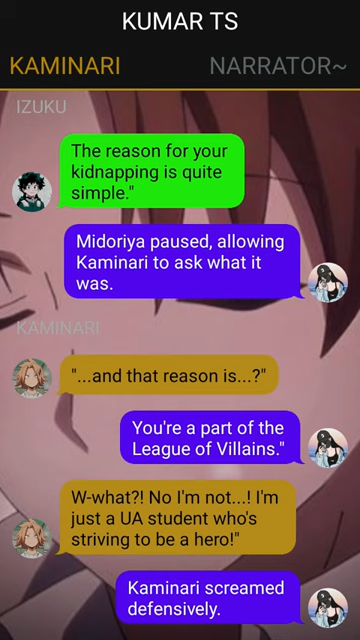 KUMAR TS
KAMINARI
NARRATOR~
IZUKU
The reason for your
kidnapping is quite
simple."
Midoriya paused, allowing
Kaminari to ask what it
was.
KAMINARI
"...and that reason is...?"
You're a part of the
League of Villains."
W-what?! No I'm not...! I'm
just a UA student who's
striving to be a hero!"
Kaminari screamed
defensively.